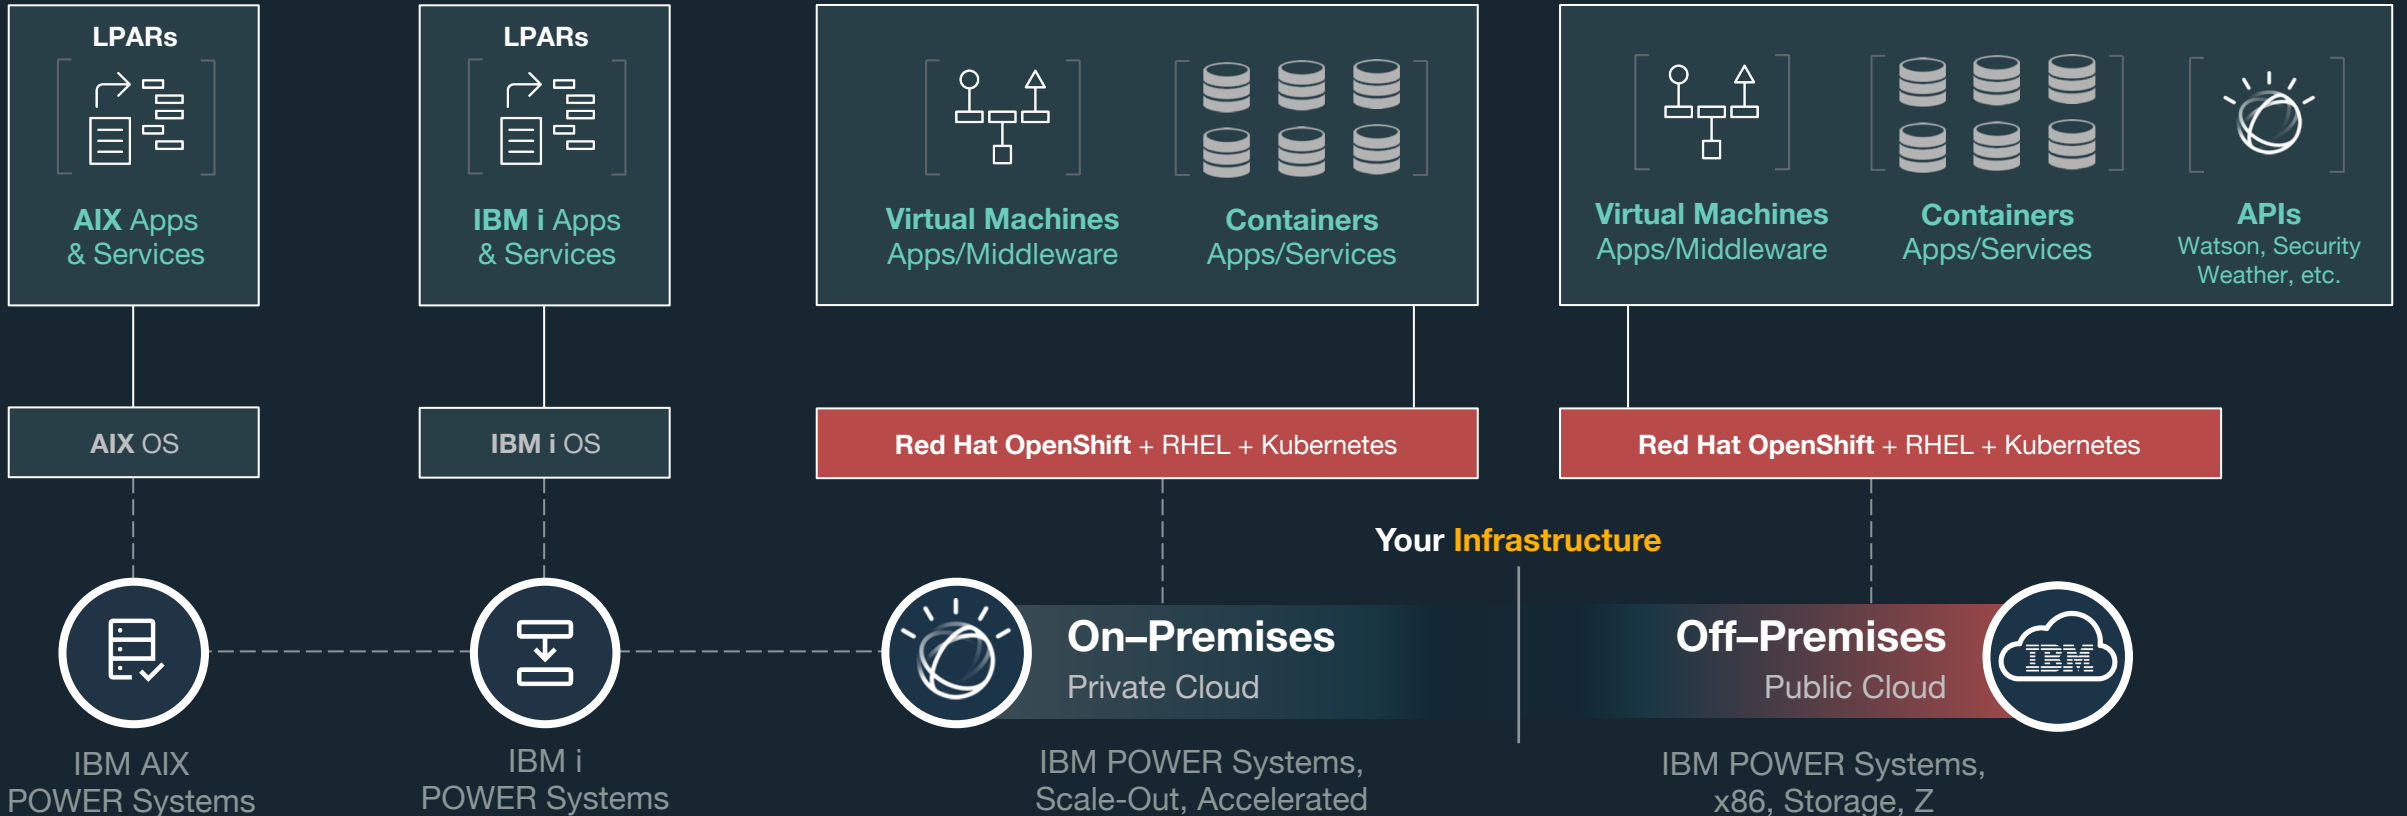 LPARs
AIX Apps
& Services
LPARs
IBM i Apps
& Services
Virtual Machines
Apps/Middleware
Containers
Apps/Services
Virtual Machines
Apps/Middleware
Containers
Apps/Services
APIs
Watson, Security
Weather, etc.
AIX OS
IBM i OS
Red Hat OpenShift + RHEL + Kubernetes
Red Hat OpenShift + RHEL + Kubernetes
Your Infrastructure
On–Premises
Private Cloud
Off–Premises
Public Cloud
IBM
IBM AIX
POWER Systems
IBM i
POWER Systems
IBM POWER Systems,
Scale-Out, Accelerated
IBM POWER Systems,
x86, Storage, Z